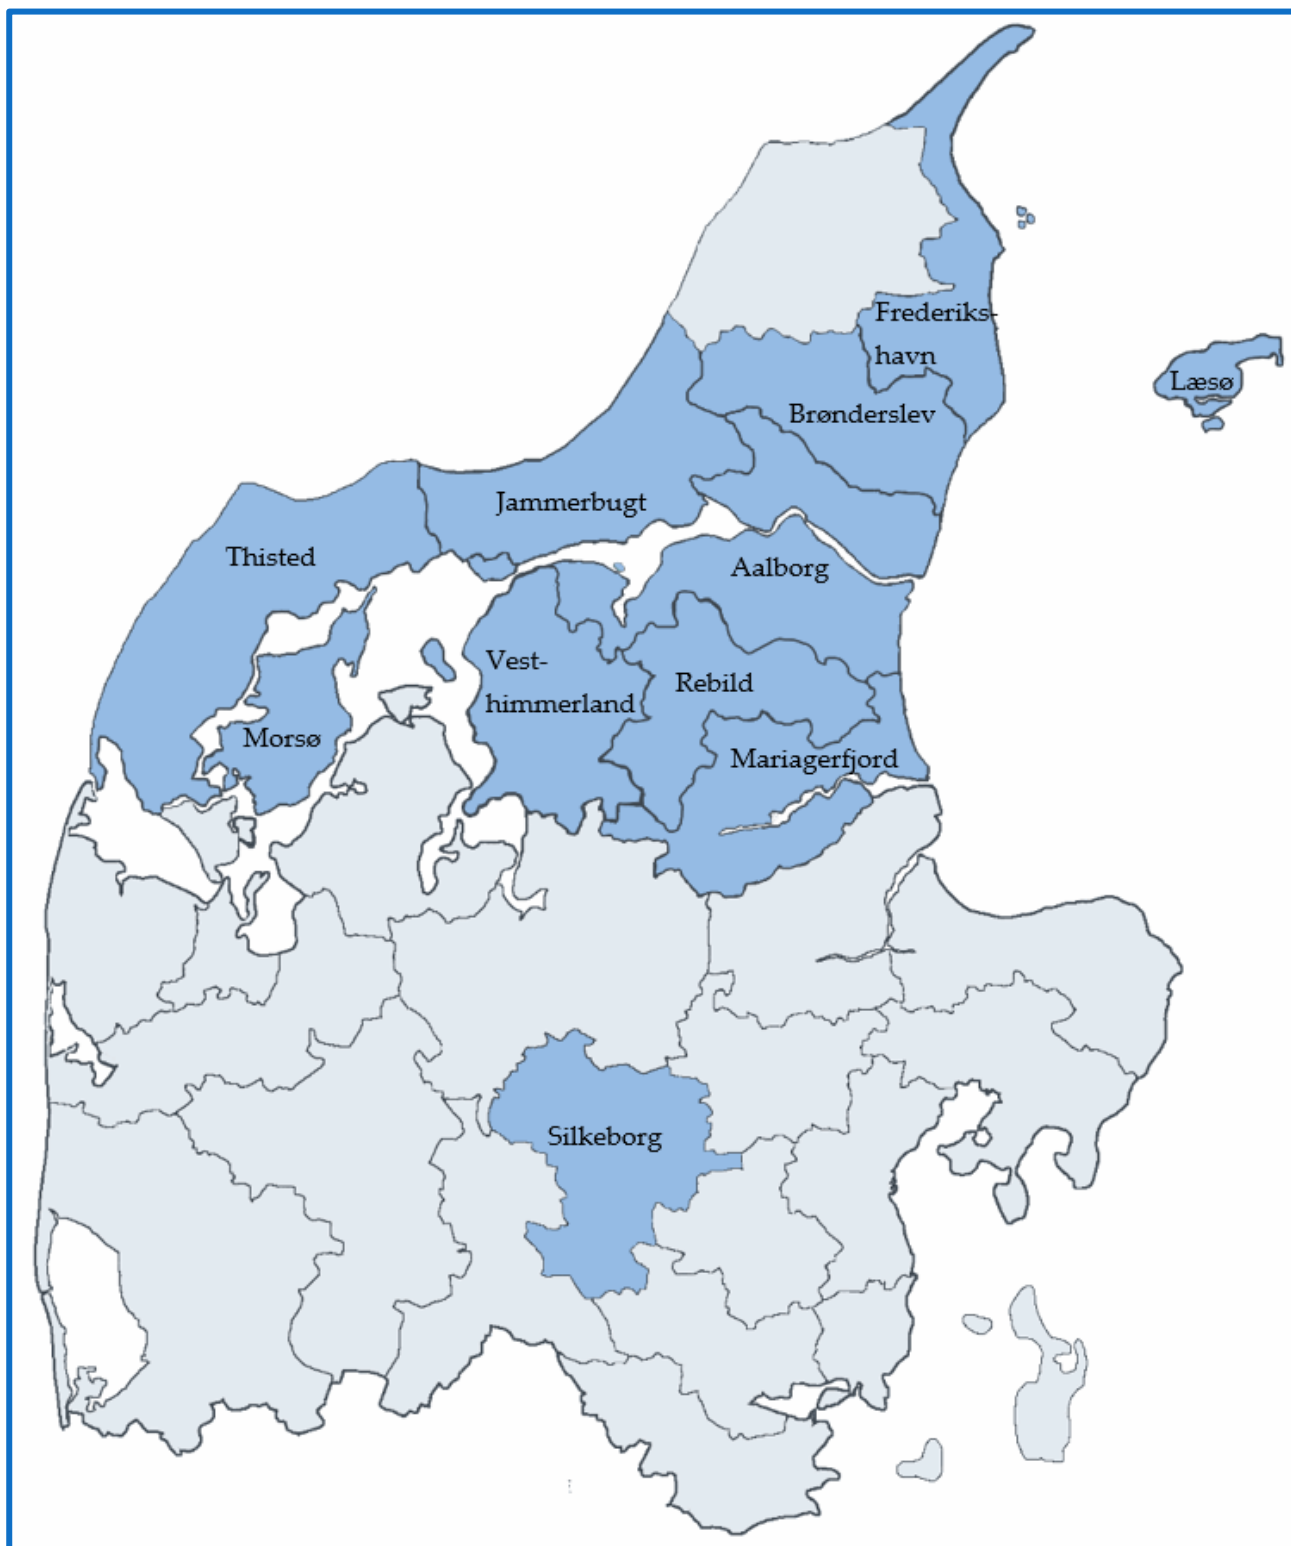 Frederiks-
havn
Læsø
Brønderslev
Jammerbugt
Thisted
Aalborg
Vest-
himmerland
Rebild
Morsø
Mariagerfjord
Silkeborg